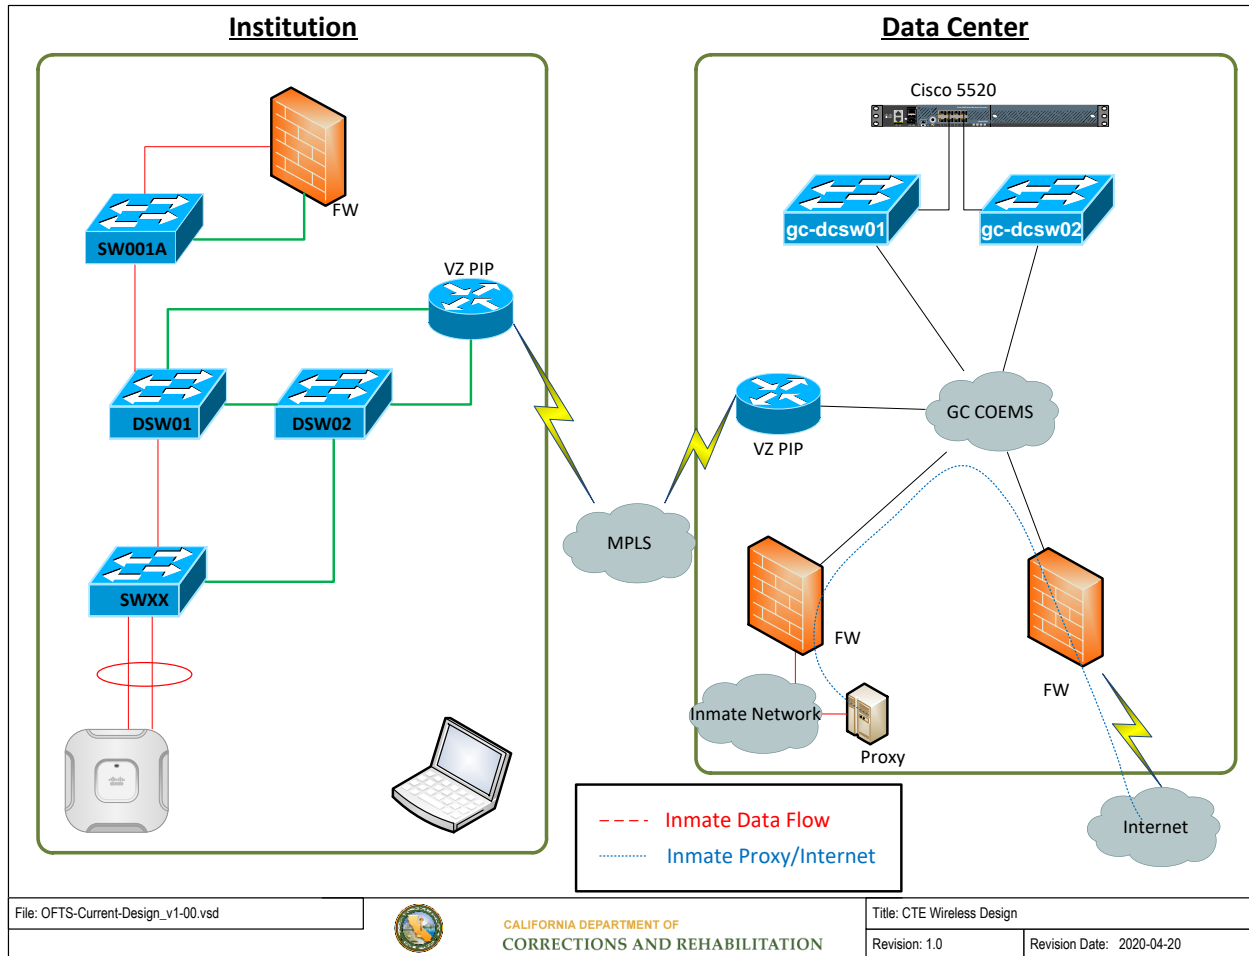 Institution
Data Center
Cisco 5520
FW
SW001A
gc-dcsw01
gc-dcsw02
VZ PIP
DSW01
DSW02
GC COEMS
VZ PIP
MPLS
SWXX
FW
FW
Inmate Network
Proxy
Inmate Data Flow
Inmate Proxy/Internet
Internet
File: OFTS-Current-Design_v1-00.vsd
CALIFORNIA DEPARTMENT OF
CORRECTIONS AND REHABILITATION
Title: CTE Wireless Design
Revision: 1.0
Revision Date: 2020-04-20